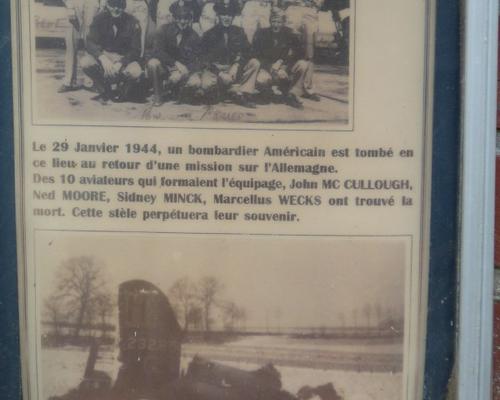 Le 29 Janvier 1944, un bombardier Américain est tombé en
ce lieu au retour d'une mission sur l'Allemagne.
Des 10 aviateurs qui formaient l'équipage, John MC CULLOUGH,
Ned MOORE, Sidney MINCK, Marcellus WECKS ont trouvé la
mort. Cette stèle perpétuera leur souvenir.